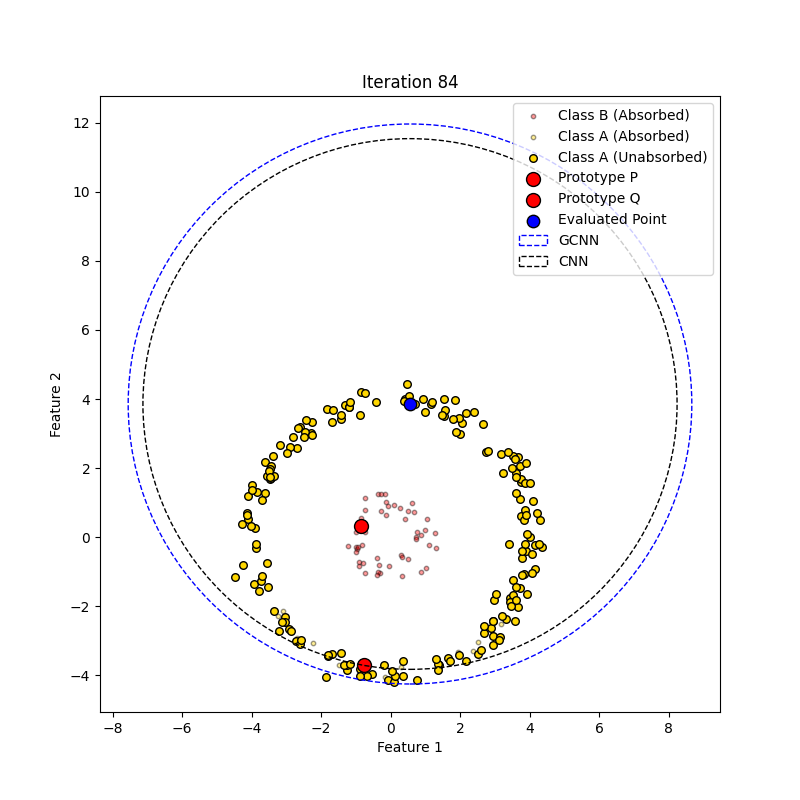 Iteration 84
Class B (Absorbed)
Class A (Absorbed)
Class A (Unabsorbed)
Prototype P
Prototype Q
Evaluated Point
GCNN
CNN
12
10
8
6
4
2
0
−2
−4
Feature 2
−8 −6 −4 −2 0 2 4 6 8
Feature 1